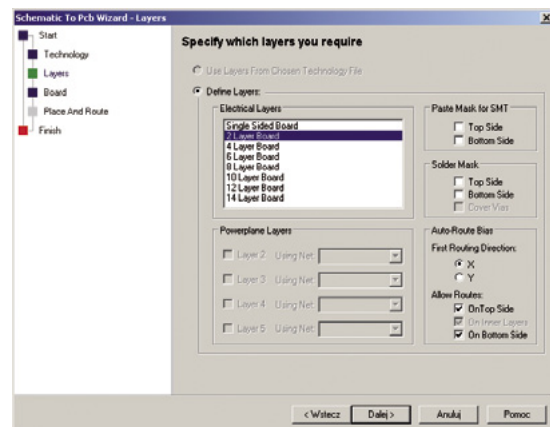 Schematic To Pcb Wizard - Layers
Start
Technology
Layers
Board
Place And Route
Finish
Specify which layers you require
Use Layers From Chosen Technology File
Define Layers:
Electrical Layers
Single Sided Board
2 Layer Board
4 Layer Board
6 Layer Board
8 Layer Board
10 Layer Board
12 Layer Board
14 Layer Board
Powerplane Layers
Layer 2 Using Net:
Layer 3 Using Net:
Layer 4 Using Net:
Layer 5 Using Net:
Paste Mask for SMT
Top Side
Bottom Side
Solder Mask
Top Side
Bottom Side
Cover Vias
Auto-Route Bias
First Routing Direction:
X
Y
Allow Routes:
OnTop Side
On Inner Layers
On Bottom Side
< Wstecz
Dalej >
Anuluj
Pomoc